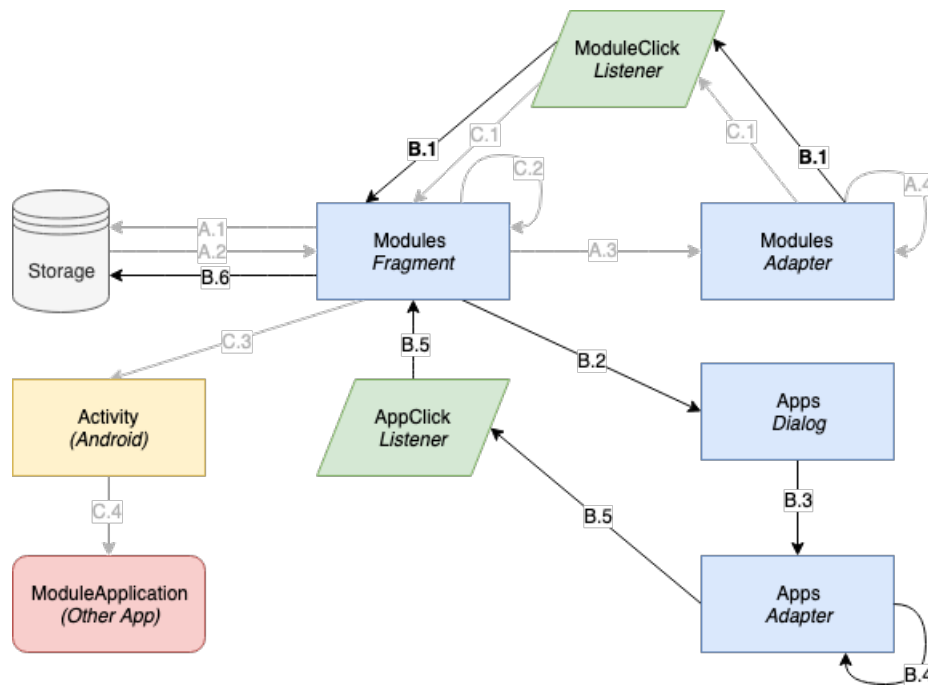 ModuleClick
Listener
B.1
C.1
C.1
B.1
C.2
A.4
A.1
A.2
B.6
Storage
Modules
Fragment
A.3
Modules
Adapter
C.3
B.5
B.2
Activity
(Android)
AppClick
Listener
Apps
Dialog
C.4
B.5
B.3
ModuleApplication
(Other App)
Apps
Adapter
B.4